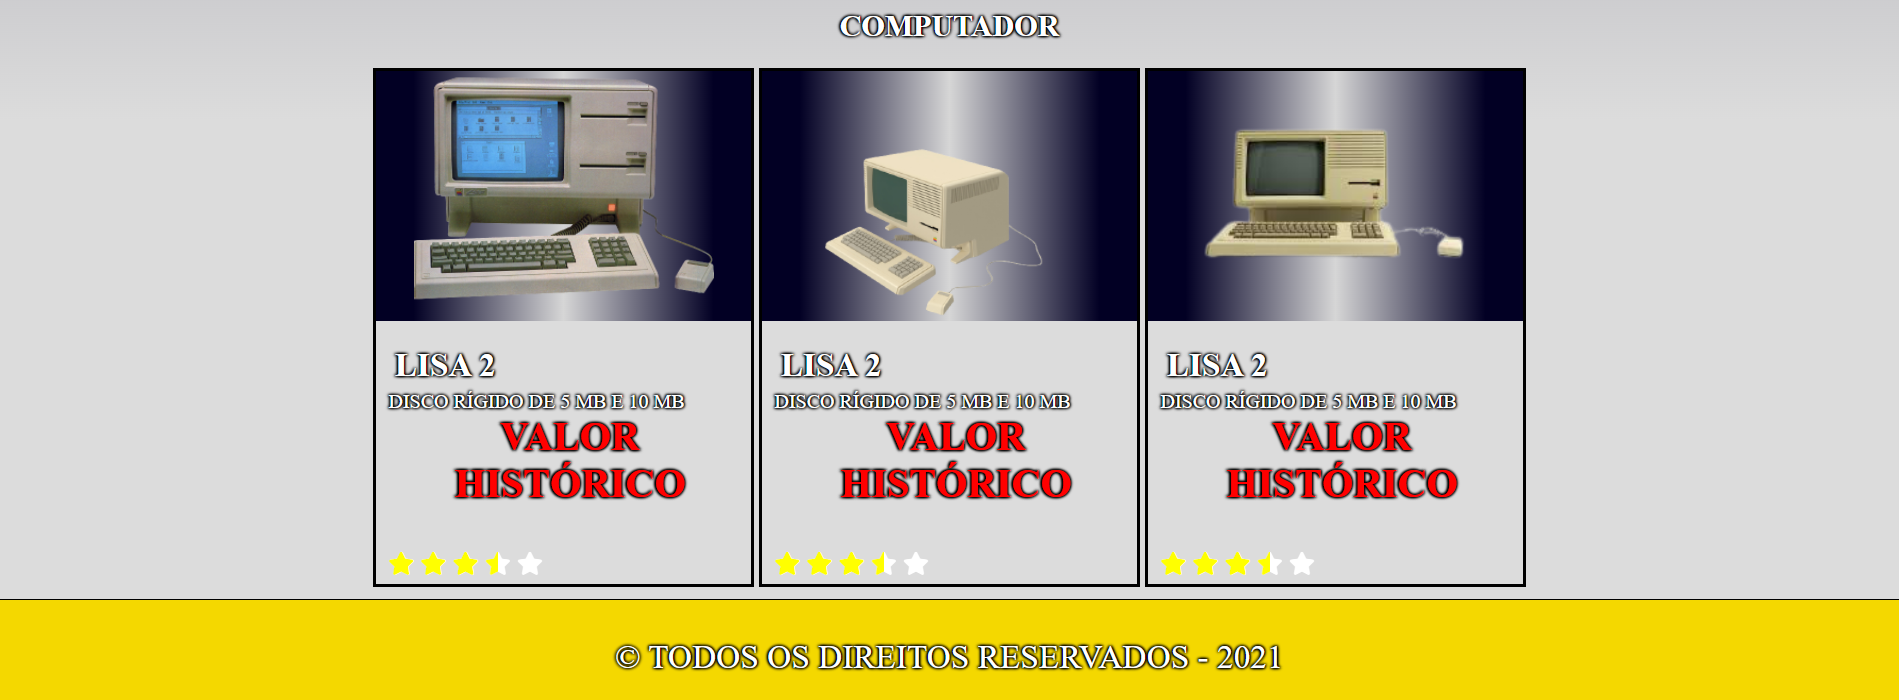 COMPUTADOR
LISA 2
DISCO RÍGIDO DE 5 MB E 10 MB
VALOR
HISTÓRICO
LISA 2
DISCO RÍGIDO DE 5 MB E 10 MB
VALOR
HISTÓRICO
LISA 2
DISCO RÍGIDO DE 5 MB E 10 MB
VALOR
HISTÓRICO
© TODOS OS DIREITOS RESERVADOS - 2021